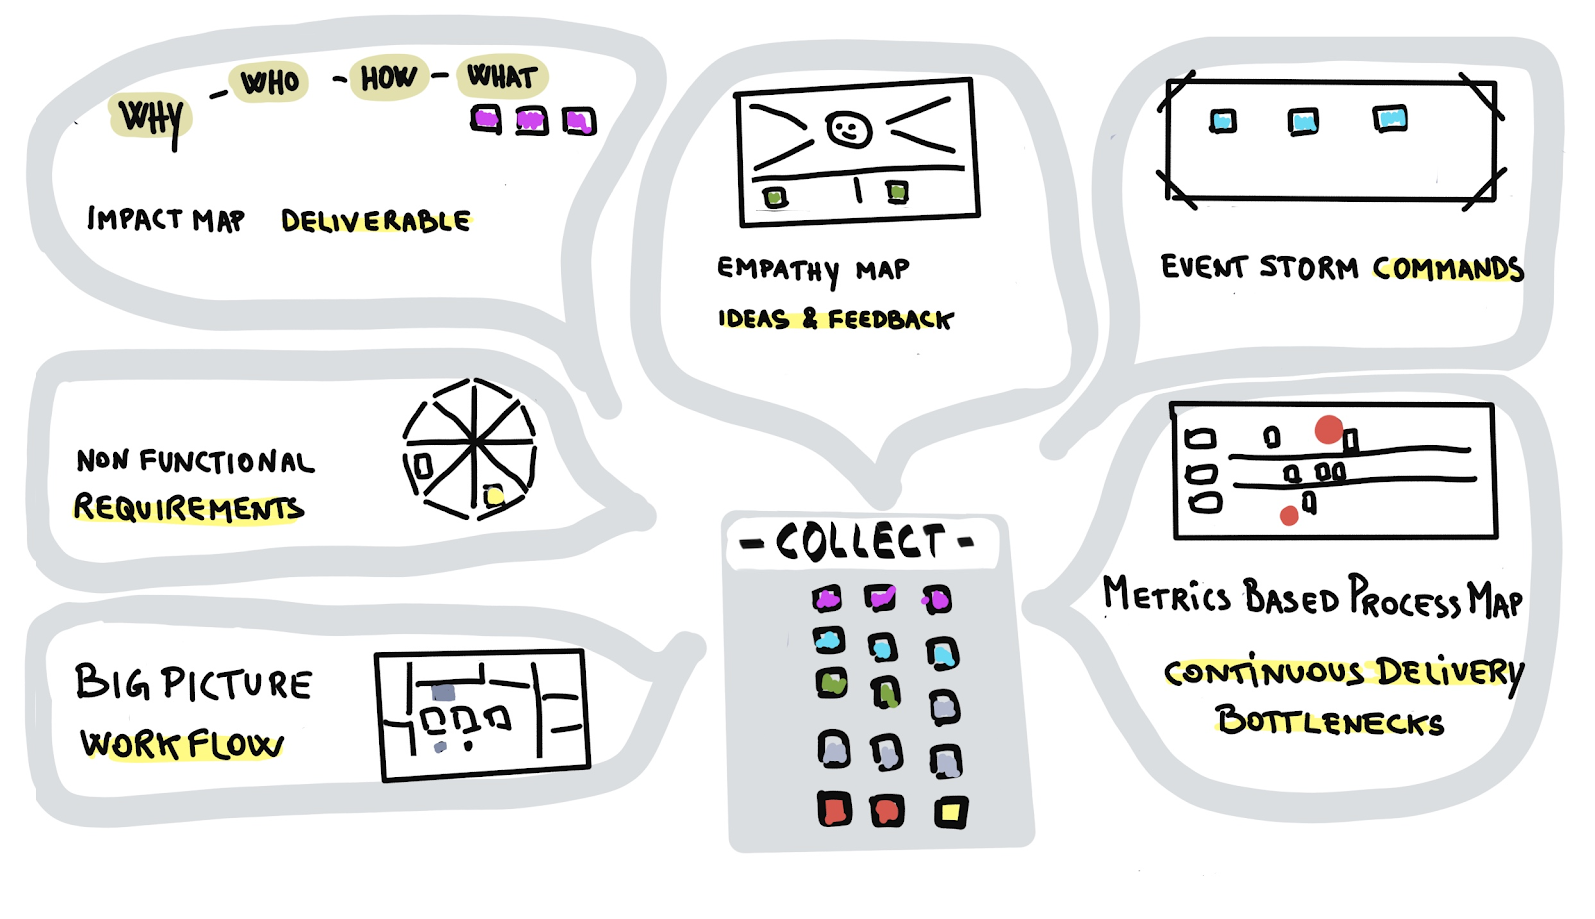 WHY - WHO - HOW - WHAT
IMPACT MAP DELIVERABLE
EMPATHY MAP
IDEAS & FEEDBACK
EVENT STORM COMMANDS
NON FUNCTIONAL
REQUIREMENTS
BIG PICTURE
WORKFLOW
- COLLECT -
METRICS BASED PROCESS MAP
CONTINUOUS DELIVERY
BOTTLENECKS